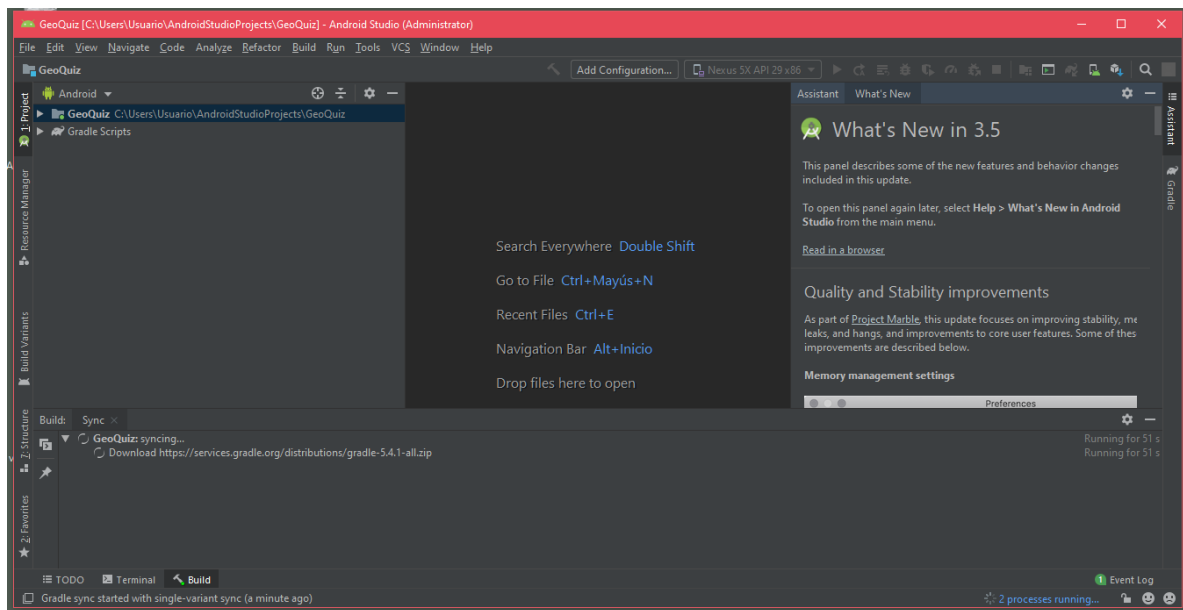 GeoQuiz [C:\Users\Usuario\AndroidStudioProjects\GeoQuiz] - Android Studio (Administrator)
File Edit View Navigate Code Analyze Refactor Build Run Tools VCS Window Help
GeoQuiz
Add Configuration...
Nexus 5X API 29 x86
1: Project
Resource Manager
Build Variants
Z: Structure
2: Favorites
Android
GeoQuiz C:\Users\Usuario\AndroidStudioProjects\GeoQuiz
Gradle Scripts
Search Everywhere Double Shift
Go to File Ctrl+Mayús+N
Recent Files Ctrl+E
Navigation Bar Alt+Inicio
Drop files here to open
Assistant What's New
What's New in 3.5
This panel describes some of the new features and behavior changes
included in this update.
To open this panel again later, select Help > What's New in Android
Studio from the main menu.
Read in a browser
Quality and Stability improvements
As part of Project Marble, this update focuses on improving stability, me
leaks, and hangs, and improvements to core user features. Some of thes
improvements are described below.
Memory management settings
Preferences
Assistant
Gradle
Build: Sync
GeoQuiz: syncing...
Running for 51 s
Download https://services.gradle.org/distributions/gradle-5.4.1-all.zip
Running for 51 s
TODO Terminal Build
1 Event Log
Gradle sync started with single-variant sync (a minute ago)
2 processes running...